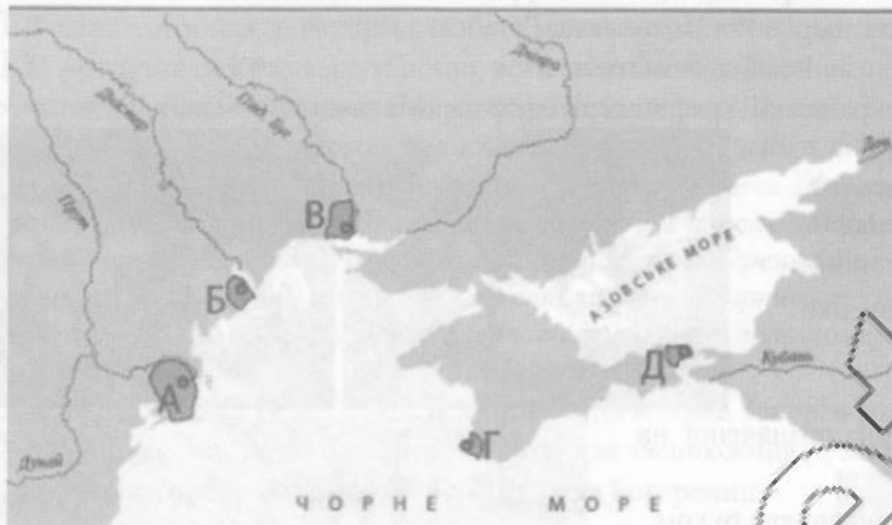 Дністер
Півд. Буг
Дніпро
Дон
Прут
В
Б
АЗОВСЬКЕ МОРЕ
Д
Кубань
А
Г
Дунай
ЧОРНЕ МОРЕ